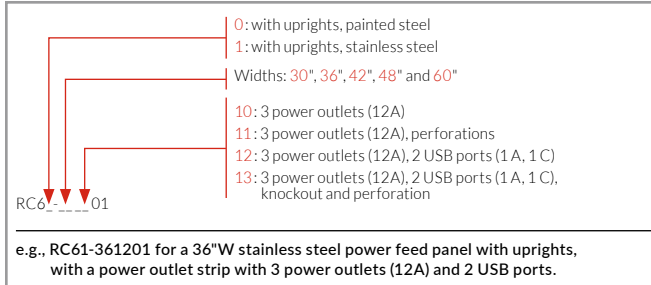 0: with uprights, painted steel
1: with uprights, stainless steel
Widths: 30", 36", 42", 48" and 60"
10: 3 power outlets (12A)
11: 3 power outlets (12A), perforations
12: 3 power outlets (12A), 2 USB ports (1 A, 1 C)
13: 3 power outlets (12A), 2 USB ports (1 A, 1 C),
knockout and perforation
RC6_-__ __ 01
e.g., RC61-361201 for a 36"W stainless steel power feed panel with uprights,
with a power outlet strip with 3 power outlets (12A) and 2 USB ports.